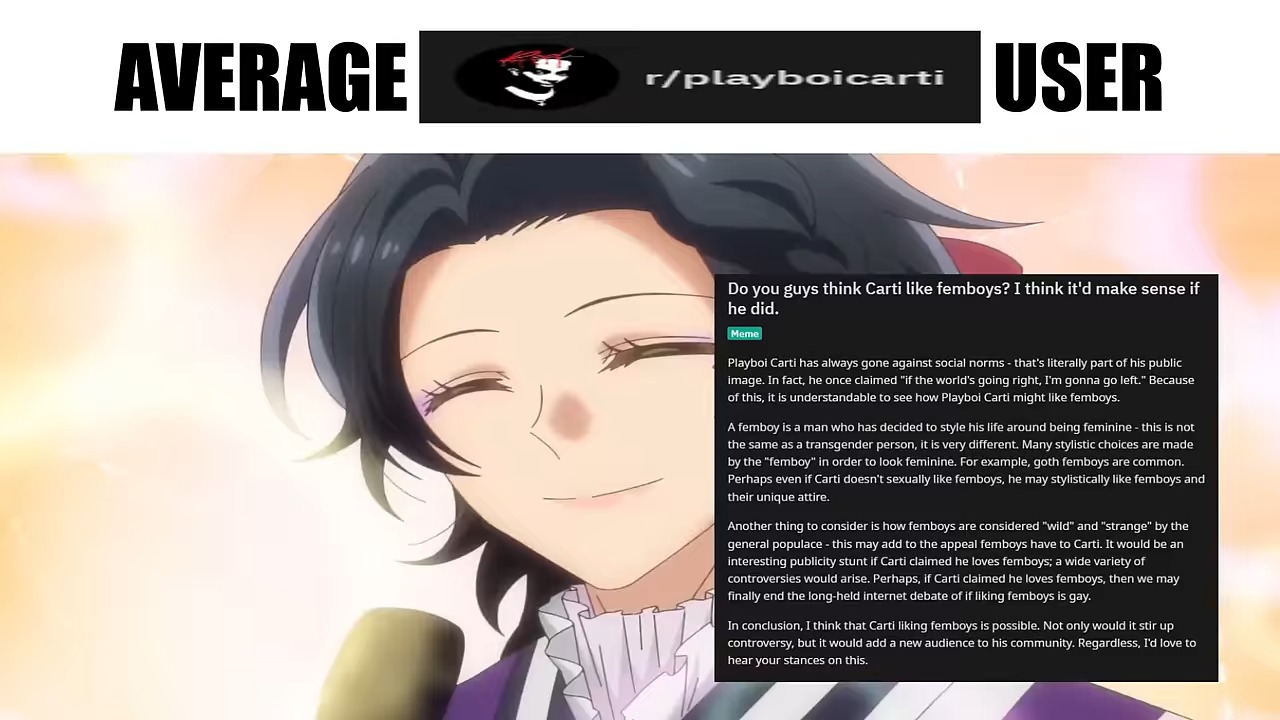 AVERAGE r/playboicarti USER
Do you guys think Carti like femboys? I think it'd make sense if
he did.
Meme
Playboi Carti has always gone against social norms - that's literally part of his public
image. In fact, he once claimed "if the world's going right, I'm gonna go left." Because
of this, it is understandable to see how Playboi Carti might like femboys.
A femboy is a man who has decided to style his life around being feminine - this is not
the same as a transgender person, it is very different. Many stylistic choices are made
by the "femboy" in order to look feminine. For example, goth femboys are common.
Perhaps even if Carti doesn't sexually like femboys, he may stylistically like femboys and
their unique attire.
Another thing to consider is how femboys are considered "wild" and "strange" by the
general populace - this may add to the appeal femboys have to Carti. It would be an
interesting publicity stunt if Carti claimed he loves femboys; a wide variety of
controversies would arise. Perhaps, if Carti claimed he loves femboys, then we may
finally end the long-held internet debate of if liking femboys is gay.
In conclusion, I think that Carti liking femboys is possible. Not only would it stir up
controversy, but it would add a new audience to his community. Regardless, I'd love to
hear your stances on this.